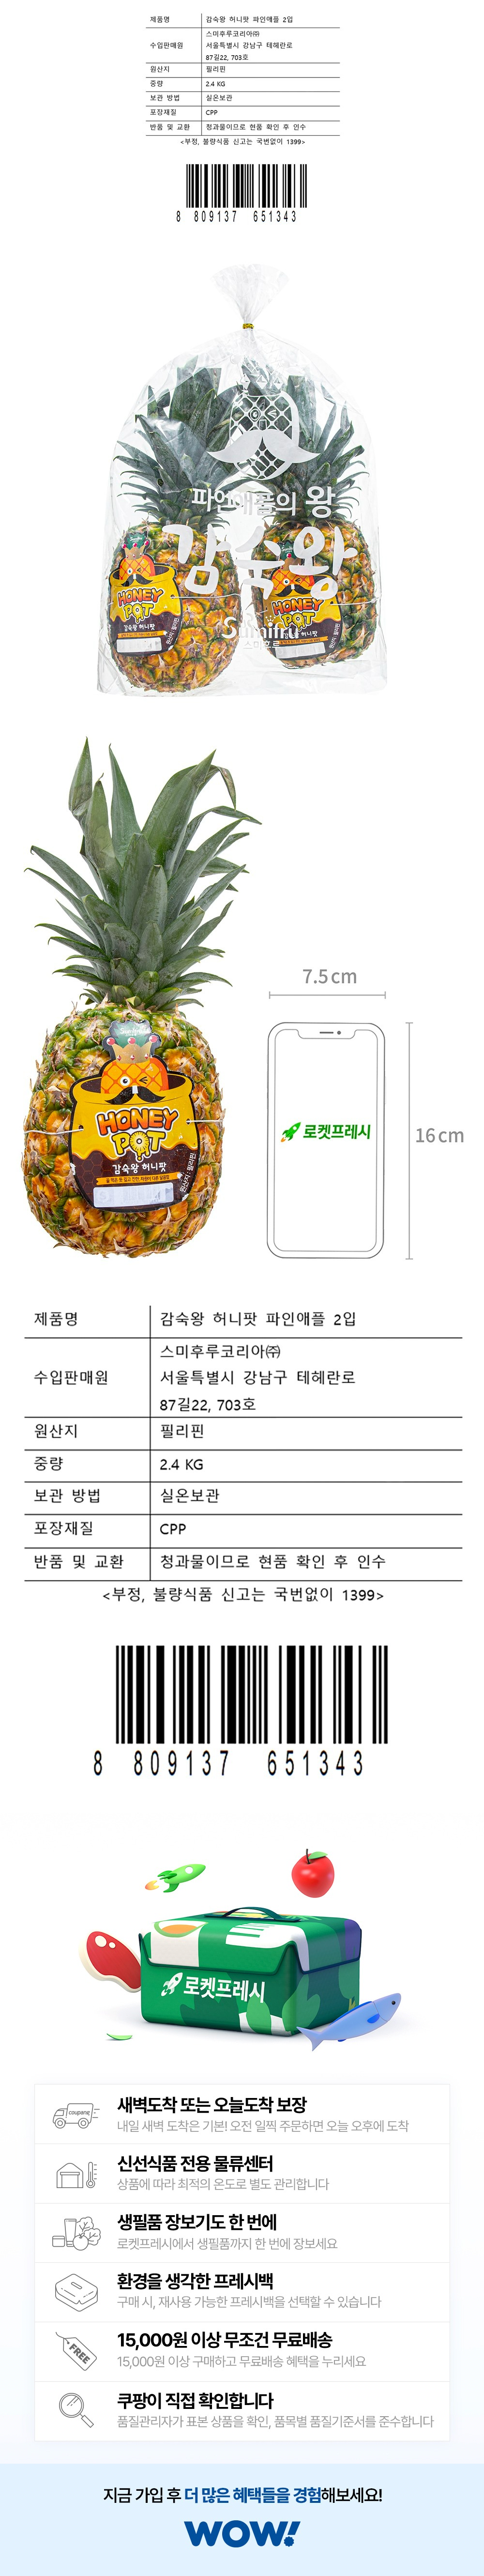 제품명 감숙왕 허니팟 파인애플 2입
수입판매원 스미후루코리아㈜
서울특별시 강남구 테헤란로
87길22, 703호
원산지 필리핀
중량 2.4 KG
보관 방법 실온보관
포장재질 CPP
반품 및 교환 청과물이므로 현품 확인 후 인수
<부정, 불량식품 신고는 국번없이 1399>
8 809137 651343
파인애플의 왕
감숙왕
HONEY POT
감숙왕 허니팟
HONEY POT
감숙왕 허니팟
Sumifru
스미후루
HONEY
POT
감숙왕 허니팟
원산지: 필리핀
7.5cm
로켓프레시
16cm
제품명 감숙왕 허니팟 파인애플 2입
수입판매원 스미후루코리아㈜
서울특별시 강남구 테헤란로
87길22, 703호
원산지 필리핀
중량 2.4 KG
보관 방법 실온보관
포장재질 CPP
반품 및 교환 청과물이므로 현품 확인 후 인수
<부정, 불량식품 신고는 국번없이 1399>
8 809137 651343
로켓프레시
coupang
새벽도착 또는 오늘도착 보장
내일 새벽 도착은 기본! 오전 일찍 주문하면 오늘 오후에 도착
신선식품 전용 물류센터
상품에 따라 최적의 온도로 별도 관리합니다
생필품 장보기도 한 번에
로켓프레시에서 생필품까지 한 번에 장보세요
환경을 생각한 프레시백
구매 시, 재사용 가능한 프레시백을 선택할 수 있습니다
FREE
15,000원 이상 무조건 무료배송
15,000원 이상 구매하고 무료배송 혜택을 누리세요
쿠팡이 직접 확인합니다
품질관리자가 표본 상품을 확인, 품목별 품질기준서를 준수합니다
지금 가입 후 더 많은 혜택들을 경험해보세요!
WOW!